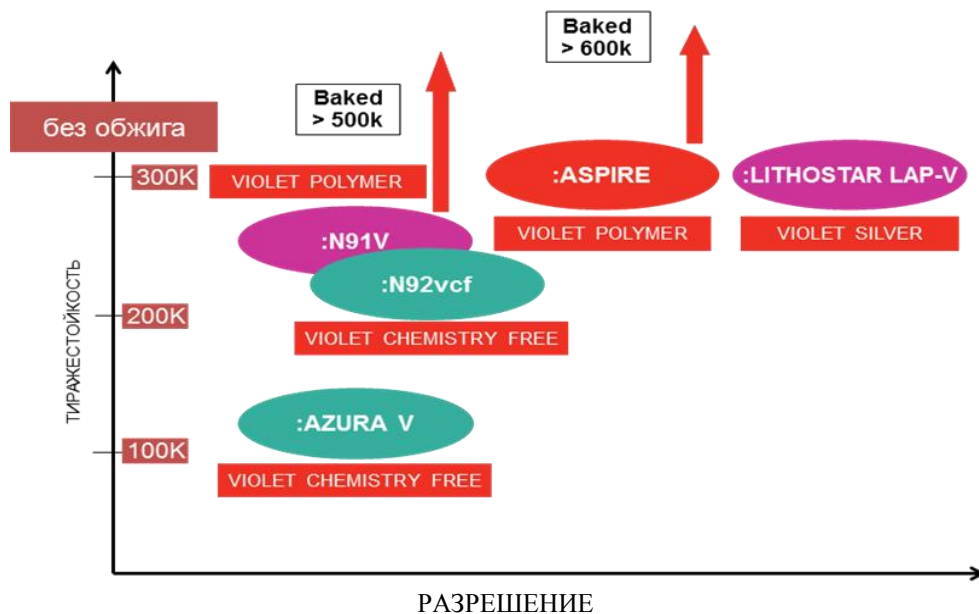 Baked
> 600k
Baked
> 500k
без обжига
300K
VIOLET POLYMER
:ASPIRE
:LITHOSTAR LAP-V
VIOLET POLYMER
VIOLET SILVER
:N91V
:N92vcf
200K
VIOLET CHEMISTRY FREE
ТИРАЖЕСТОЙКОСТЬ
:AZURA V
100K
VIOLET CHEMISTRY FREE
РАЗРЕШЕНИЕ